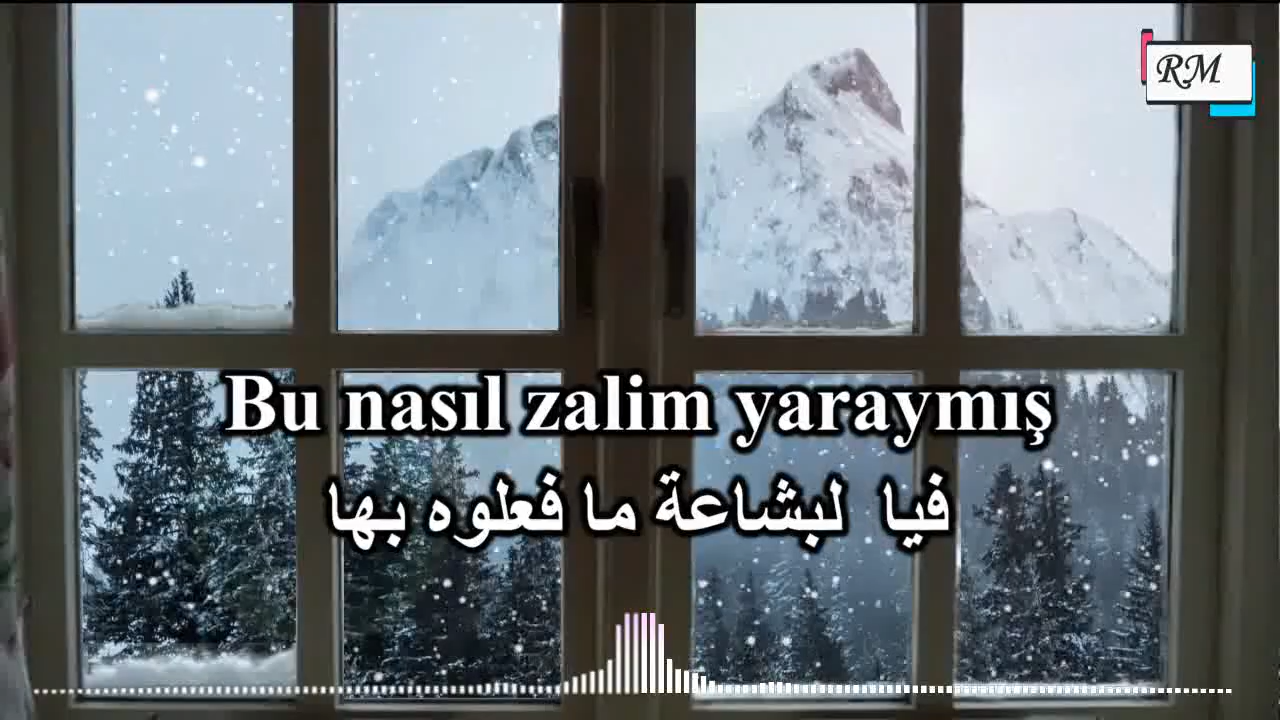 RM
Bu nasıl zalim yaraymış
فيا لبشاعة ما فعلوه بها